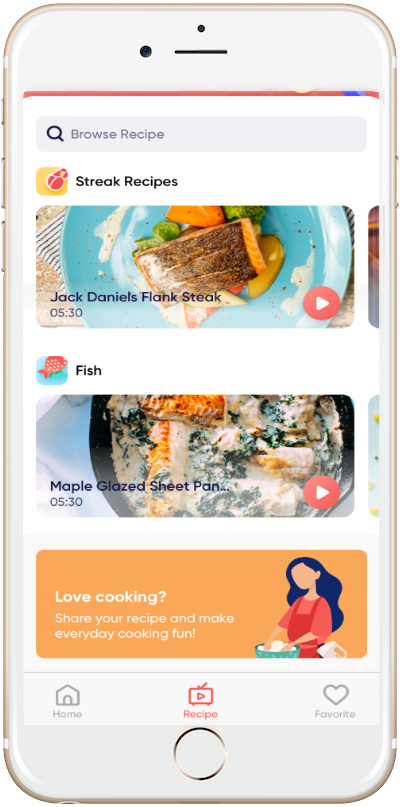 Browse Recipe
Streak Recipes
Jack Daniels Flank Steak
05:30
Fish
Maple Glazed Sheet Pan...
05:30
Love cooking?
Share your recipe and make
everyday cooking fun!
Home
Recipe
Favorite